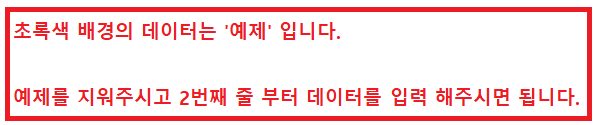 초록색 배경의 데이터는 '예제' 입니다.
예제를 지워주시고 2번째 줄 부터 데이터를 입력 해주시면 됩니다.